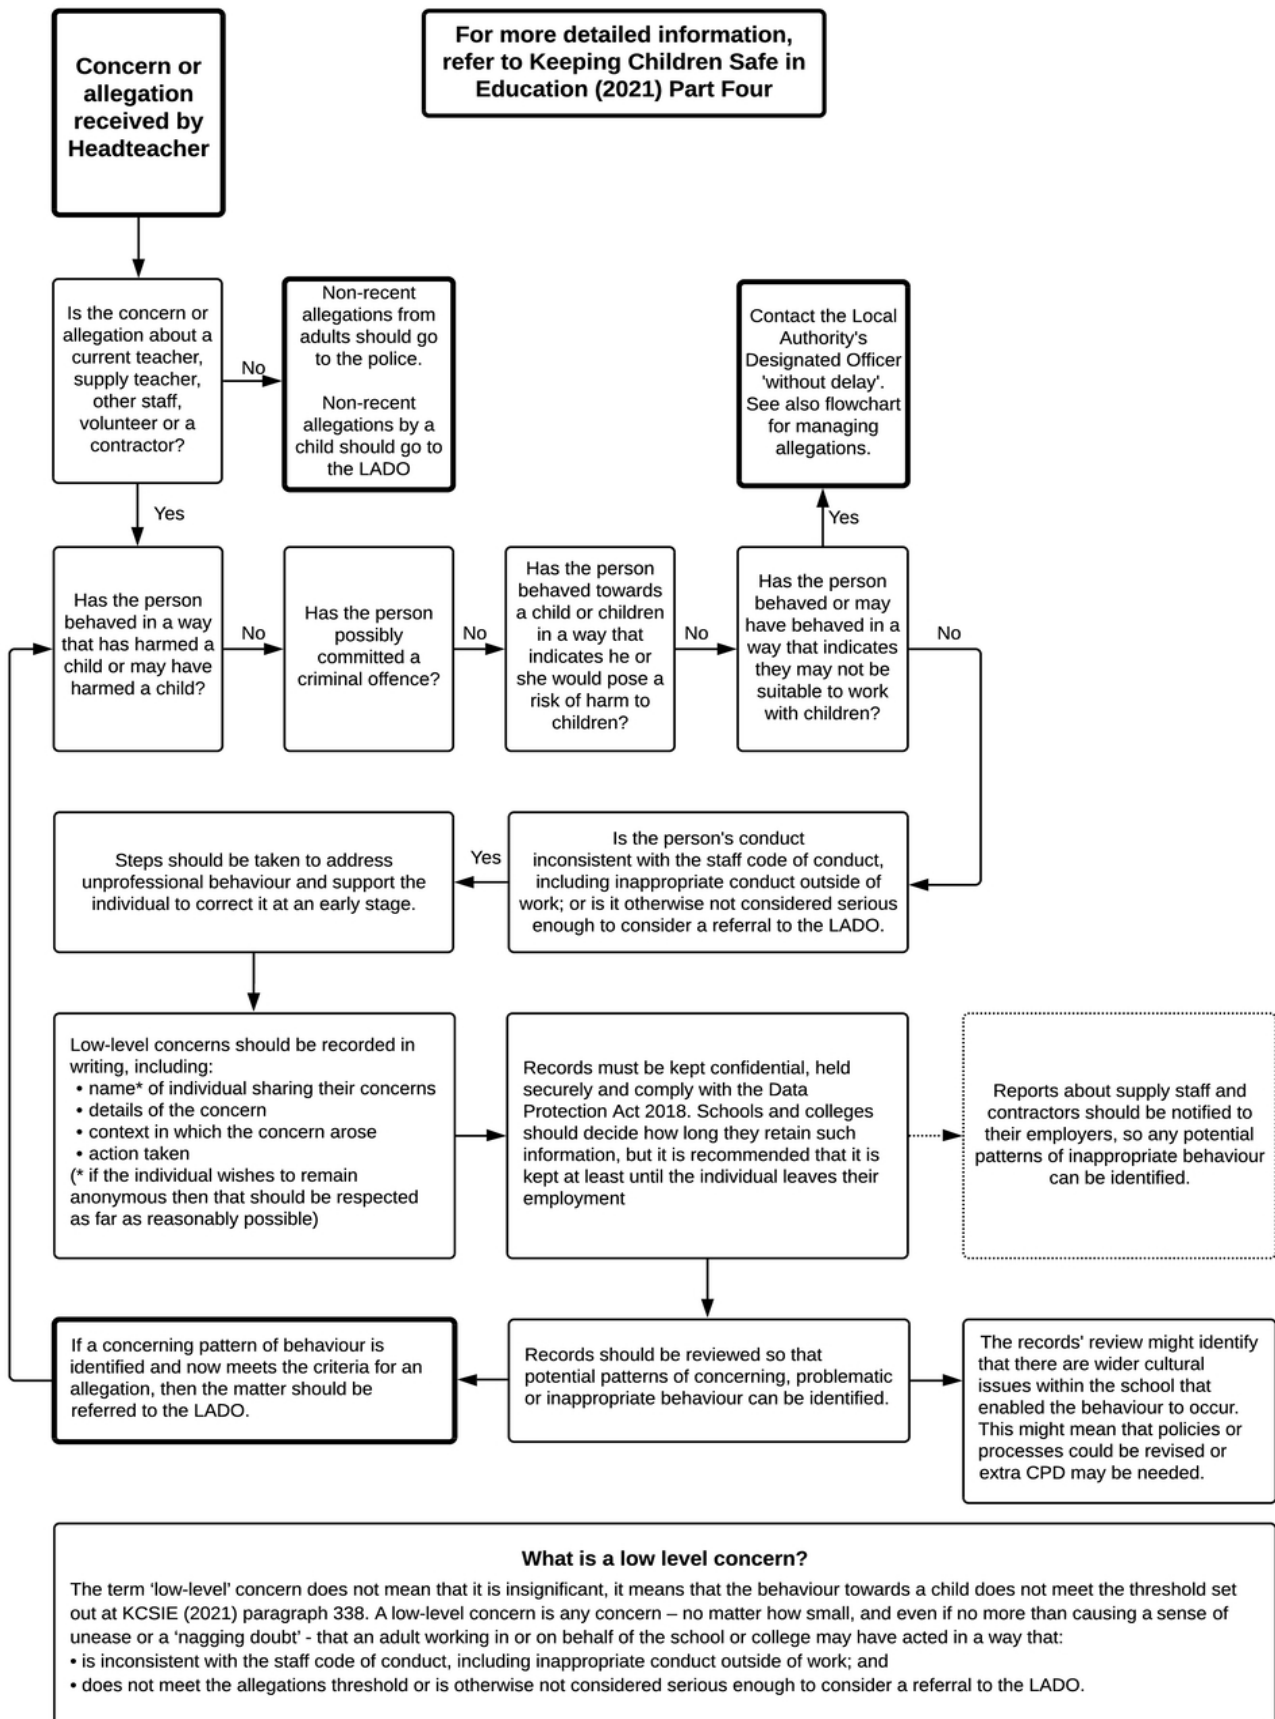 Concern or
allegation
received by
Headteacher
For more detailed information,
refer to Keeping Children Safe in
Education (2021) Part Four
Is the concern or
allegation about a
current teacher,
supply teacher,
other staff,
volunteer or a
contractor?
No
Non-recent
allegations from
adults should go
to the police.
Non-recent
allegations by a
child should go to
the LADO
Contact the Local
Authority's
Designated Officer
'without delay'.
See also flowchart
for managing
allegations.
Yes
Yes
Has the person
behaved in a way
that has harmed a
child or may have
harmed a child?
No
Has the person
possibly
committed a
criminal offence?
No
Has the person
behaved towards
a child or children
in a way that
indicates he or
she would pose a
risk of harm to
children?
No
Has the person
behaved or may
have behaved in a
way that indicates
they may not be
suitable to work
with children?
No
Steps should be taken to address
unprofessional behaviour and support the
individual to correct it at an early stage.
Yes
Is the person's conduct
inconsistent with the staff code of conduct,
including inappropriate conduct outside of
work; or is it otherwise not considered serious
enough to consider a referral to the LADO.
Low-level concerns should be recorded in
writing, including:
• name* of individual sharing their concerns
• details of the concern
• context in which the concern arose
• action taken
(* if the individual wishes to remain
anonymous then that should be respected
as far as reasonably possible)
Records must be kept confidential, held
securely and comply with the Data
Protection Act 2018. Schools and colleges
should decide how long they retain such
information, but it is recommended that it is
kept at least until the individual leaves their
employment
Reports about supply staff and
contractors should be notified to
their employers, so any potential
patterns of inappropriate behaviour
can be identified.
If a concerning pattern of behaviour is
identified and now meets the criteria for an
allegation, then the matter should be
referred to the LADO.
Records should be reviewed so that
potential patterns of concerning, problematic
or inappropriate behaviour can be identified.
The records' review might identify
that there are wider cultural
issues within the school that
enabled the behaviour to occur.
This might mean that policies or
processes could be revised or
extra CPD may be needed.
What is a low level concern?
The term ‘low-level’ concern does not mean that it is insignificant, it means that the behaviour towards a child does not meet the threshold set
out at KCSIE (2021) paragraph 338. A low-level concern is any concern – no matter how small, and even if no more than causing a sense of
unease or a ‘nagging doubt’ - that an adult working in or on behalf of the school or college may have acted in a way that:
• is inconsistent with the staff code of conduct, including inappropriate conduct outside of work; and
• does not meet the allegations threshold or is otherwise not considered serious enough to consider a referral to the LADO.